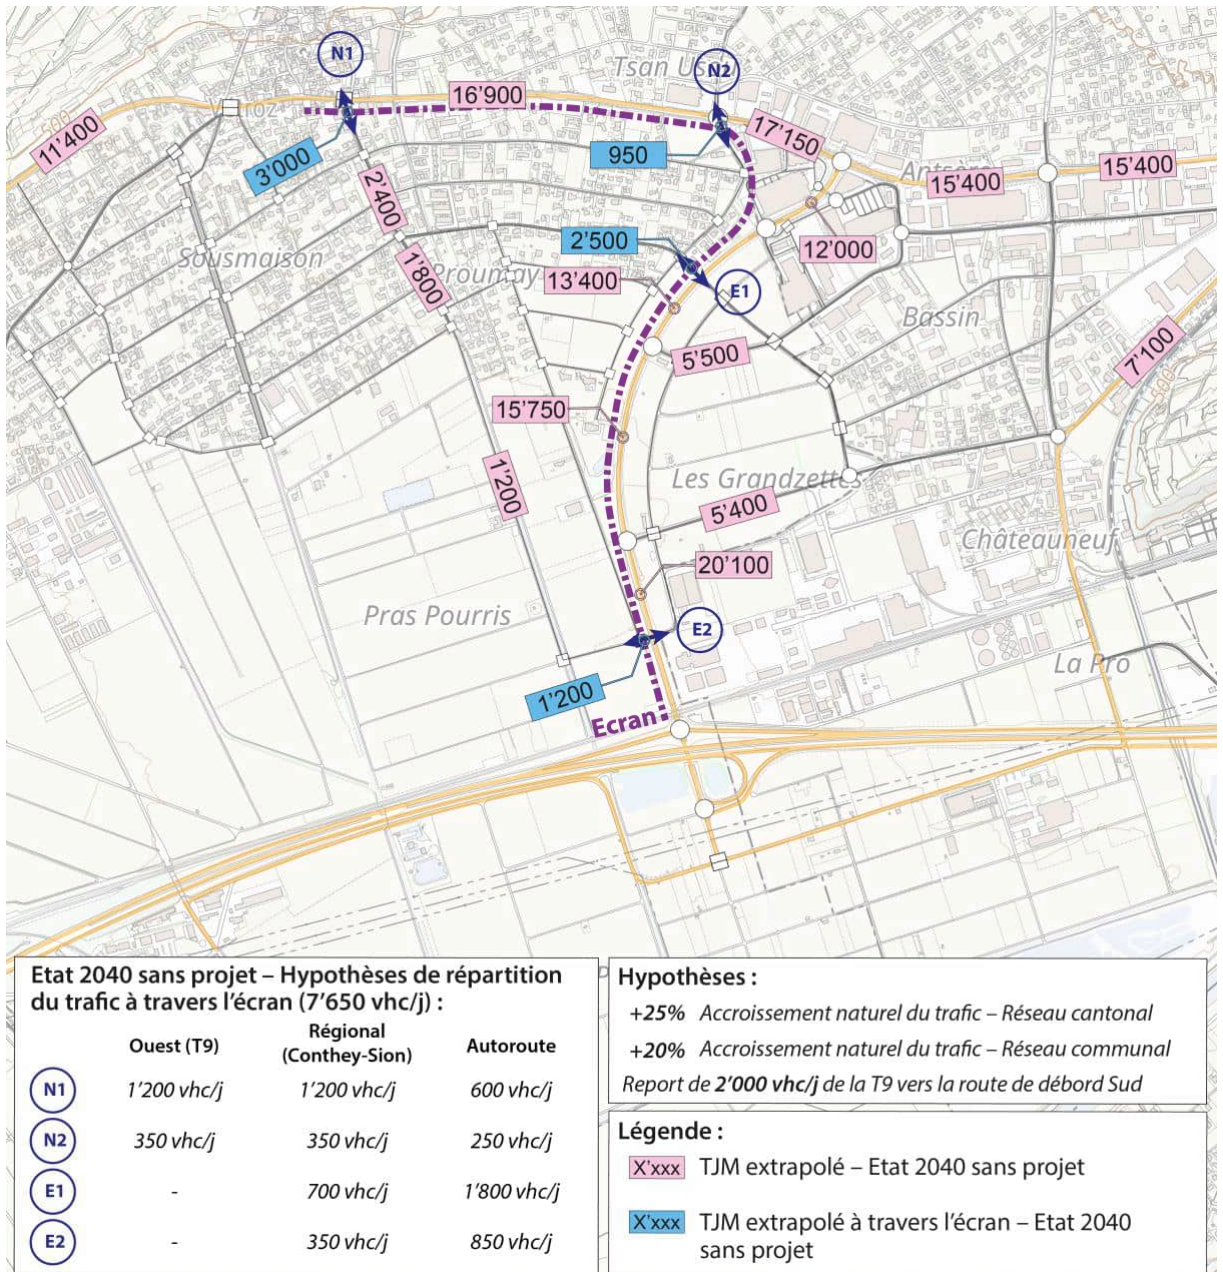 N1
Tsan Us
N2
16'900
11'400
oz
17'150
3'000
950
Antsères
15'400
15'400
2'400
2'500
12'000
Sousmaison
1'800
Proumay
13'400
E1
Bassin
5'500
7'100
15'750
1'200
Les Grandzettes
5'400
Châteauneuf
20'100
Pras Pourris
E2
La Pro
1'200
Ecran
Etat 2040 sans projet – Hypothèses de répartition
du trafic à travers l'écran (7'650 vhc/j) :
Ouest (T9) Régional (Conthey-Sion) Autoroute
N1 1'200 vhc/j 1'200 vhc/j 600 vhc/j
N2 350 vhc/j 350 vhc/j 250 vhc/j
E1 - 700 vhc/j 1'800 vhc/j
E2 - 350 vhc/j 850 vhc/j
Hypothèses :
+25% Accroissement naturel du trafic – Réseau cantonal
+20% Accroissement naturel du trafic – Réseau communal
Report de 2'000 vhc/j de la T9 vers la route de débord Sud
Légende :
X'xxx TJM extrapolé – Etat 2040 sans projet
X'xxx TJM extrapolé à travers l'écran – Etat 2040
sans projet